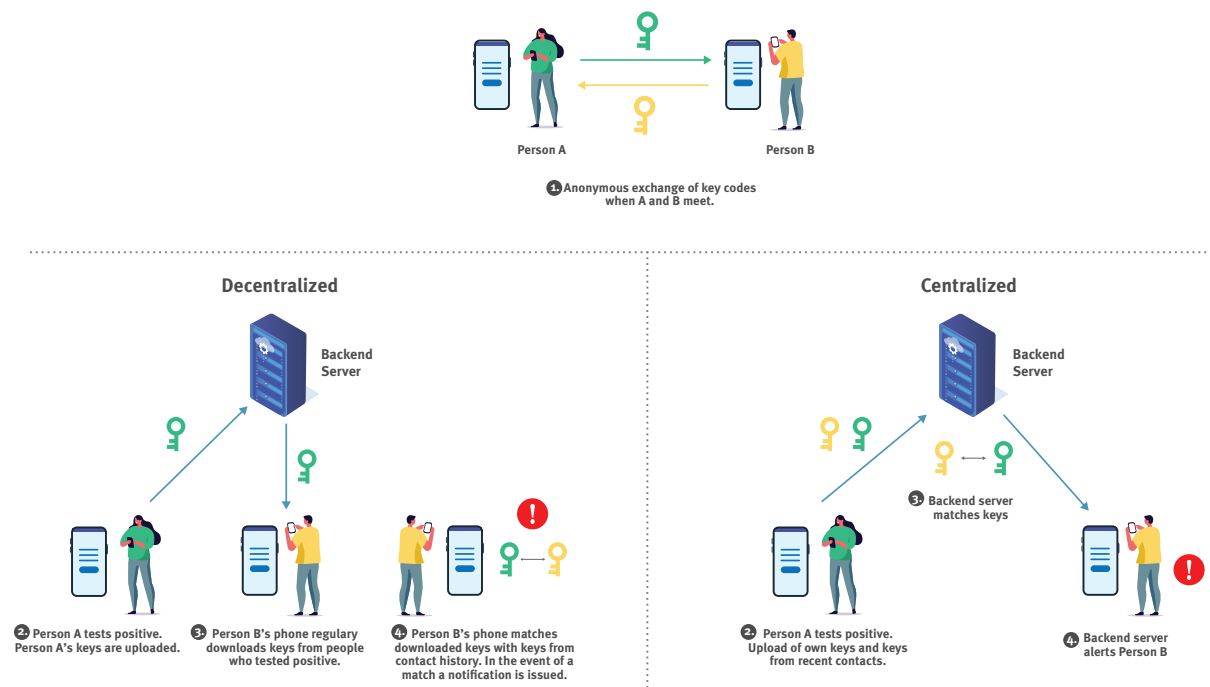 Person A
Person B
1. Anonymous exchange of key codes
when A and B meet.
Decentralized
Backend
Server
2. Person A tests positive.
Person A's keys are uploaded.
3. Person B's phone regulary
downloads keys from people
who tested positive.
4. Person B's phone matches
downloaded keys with keys from
contact history. In the event of a
match a notification is issued.
Centralized
Backend
Server
2. Person A tests positive.
Upload of own keys and keys
from recent contacts.
3. Backend server
matches keys
4. Backend server
alerts Person B